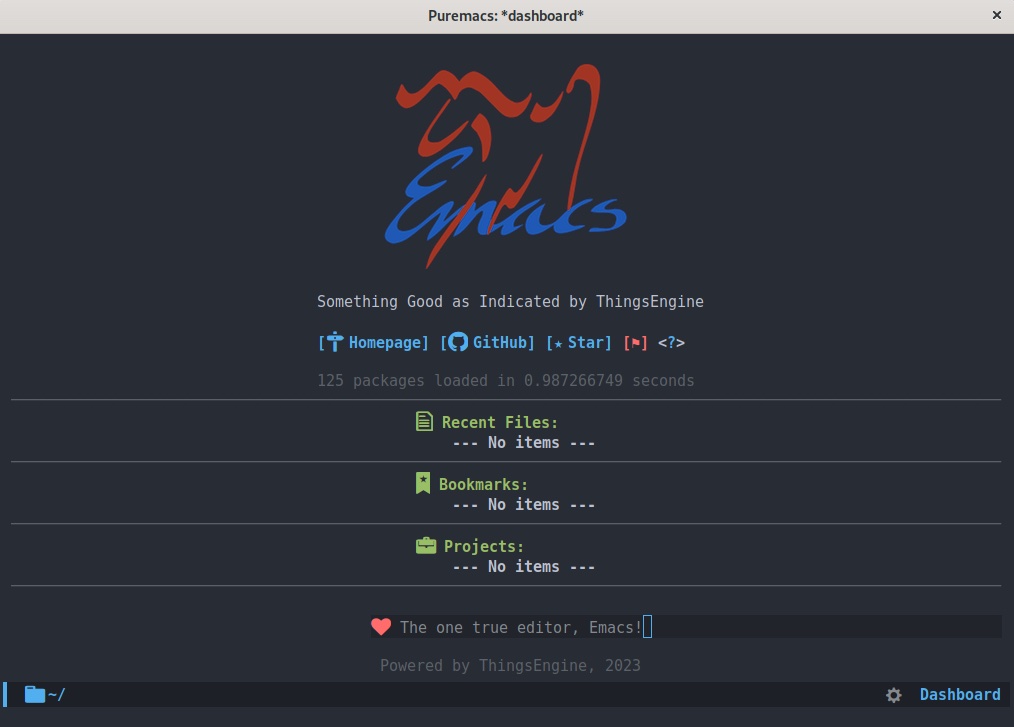 Puremacs: *dashboard*
Emacs
Something Good as Indicated by ThingsEngine
[Homepage] [GitHub] [★ Star] [⚑] <?>
125 packages loaded in 0.987266749 seconds
Recent Files:
--- No items ---
Bookmarks:
--- No items ---
Projects:
--- No items ---
The one true editor, Emacs!
Powered by ThingsEngine, 2023
~/
Dashboard